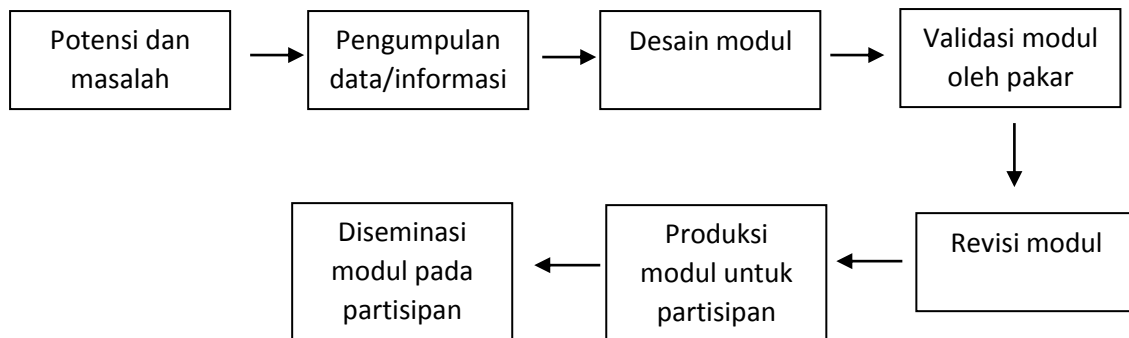 Potensi dan
masalah
Pengumpulan
data/informasi
Desain modul
Validasi modul
oleh pakar
Revisi modul
Produksi
modul untuk
partisipan
Diseminasi
modul pada
partisipan